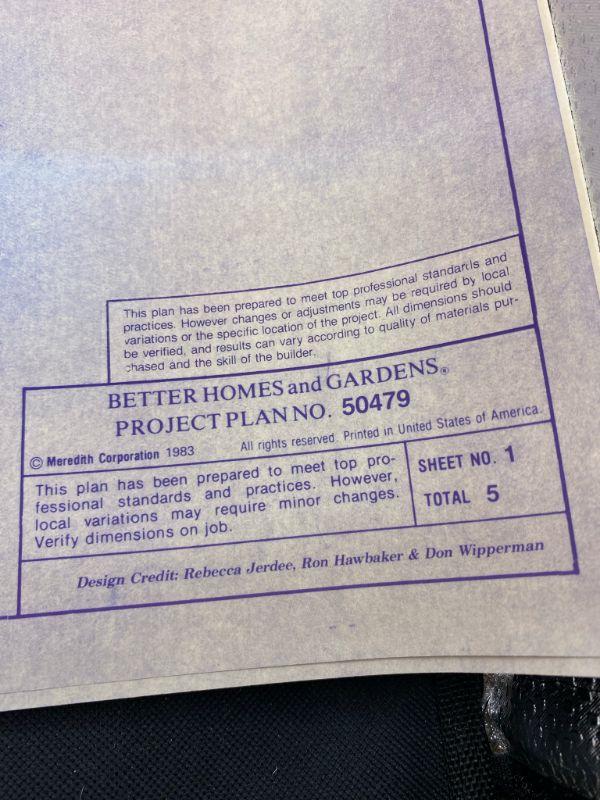 This plan has been prepared to meet top professional standards and
practices. However changes or adjustments may be required by local
variations or the specific location of the project. All dimensions should
be verified, and results can vary according to quality of materials pur-
chased and the skill of the builder.
BETTER HOMES and GARDENS®
PROJECT PLAN NO. 50479
© Meredith Corporation 1983 All rights reserved. Printed in United States of America.
This plan has been prepared to meet top pro-
fessional standards and practices. However,
local variations may require minor changes.
Verify dimensions on job.
SHEET NO. 1
TOTAL 5
Design Credit: Rebecca Jerdee, Ron Hawbaker & Don Wipperman